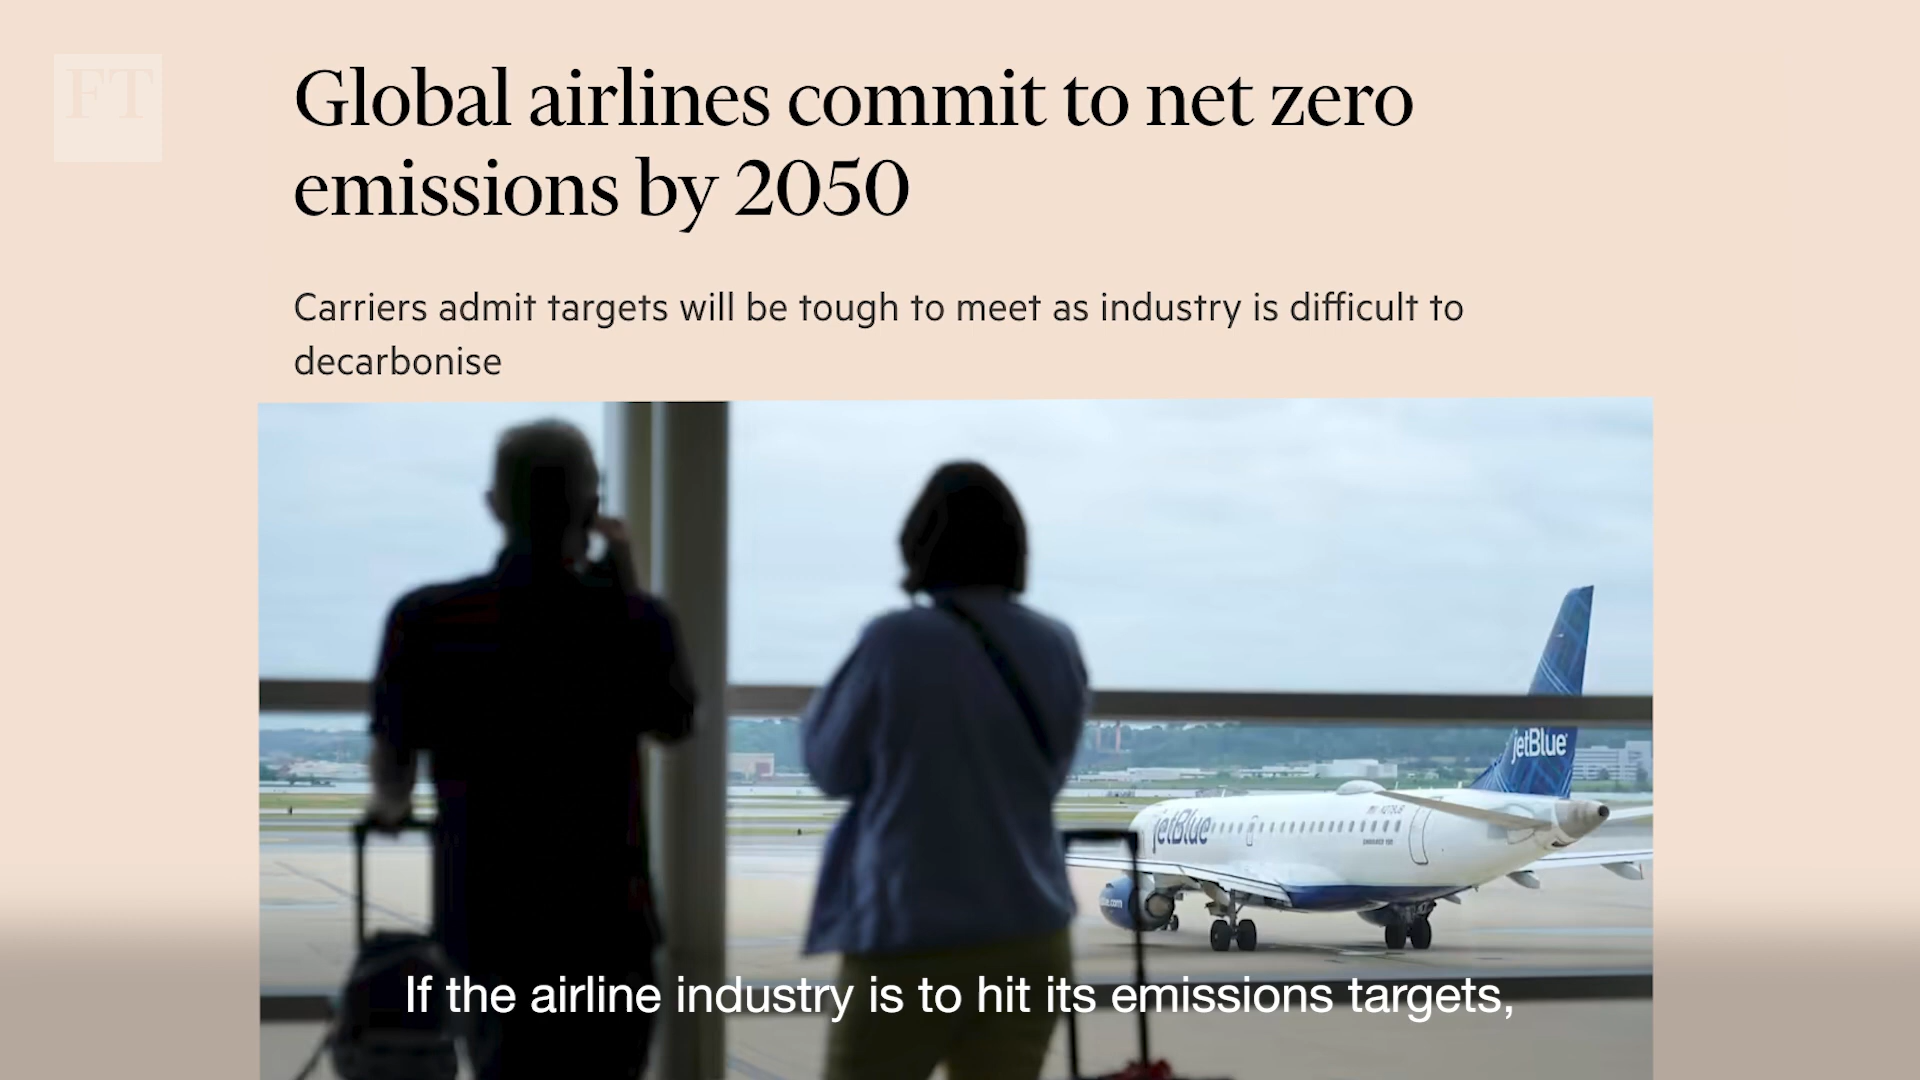 FT
Global airlines commit to net zero
emissions by 2050
Carriers admit targets will be tough to meet as industry is difficult to
decarbonise
jetBlue
jetBlue
If the airline industry is to hit its emissions targets,